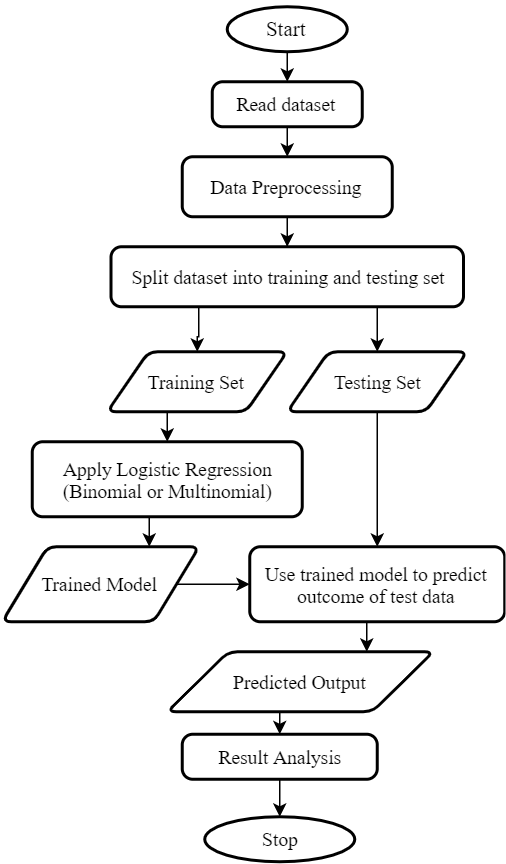 Start
Read dataset
Data Preprocessing
Split dataset into training and testing set
Training Set
Testing Set
Apply Logistic Regression
(Binomial or Multinomial)
Trained Model
Use trained model to predict
outcome of test data
Predicted Output
Result Analysis
Stop